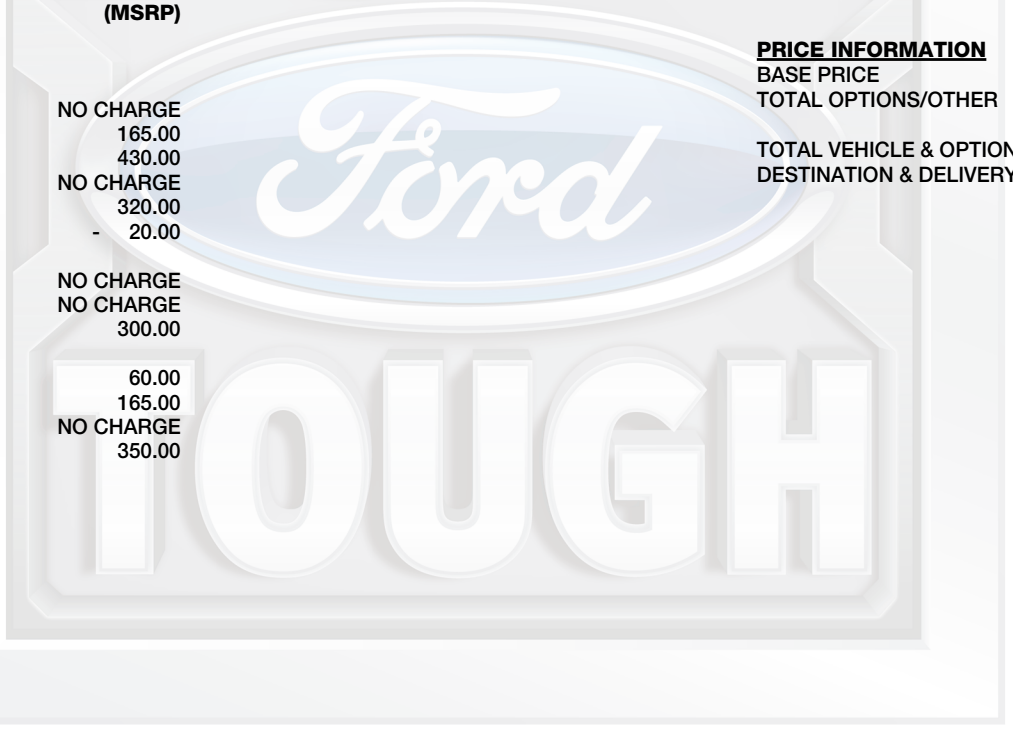 (MSRP)
NO CHARGE
165.00
430.00
NO CHARGE
320.00
- 20.00
NO CHARGE
NO CHARGE
300.00
60.00
165.00
NO CHARGE
350.00
PRICE INFORMATION
BASE PRICE
TOTAL OPTIONS/OTHER
TOTAL VEHICLE & OPTION
DESTINATION & DELIVERY
Ford
TOUGH